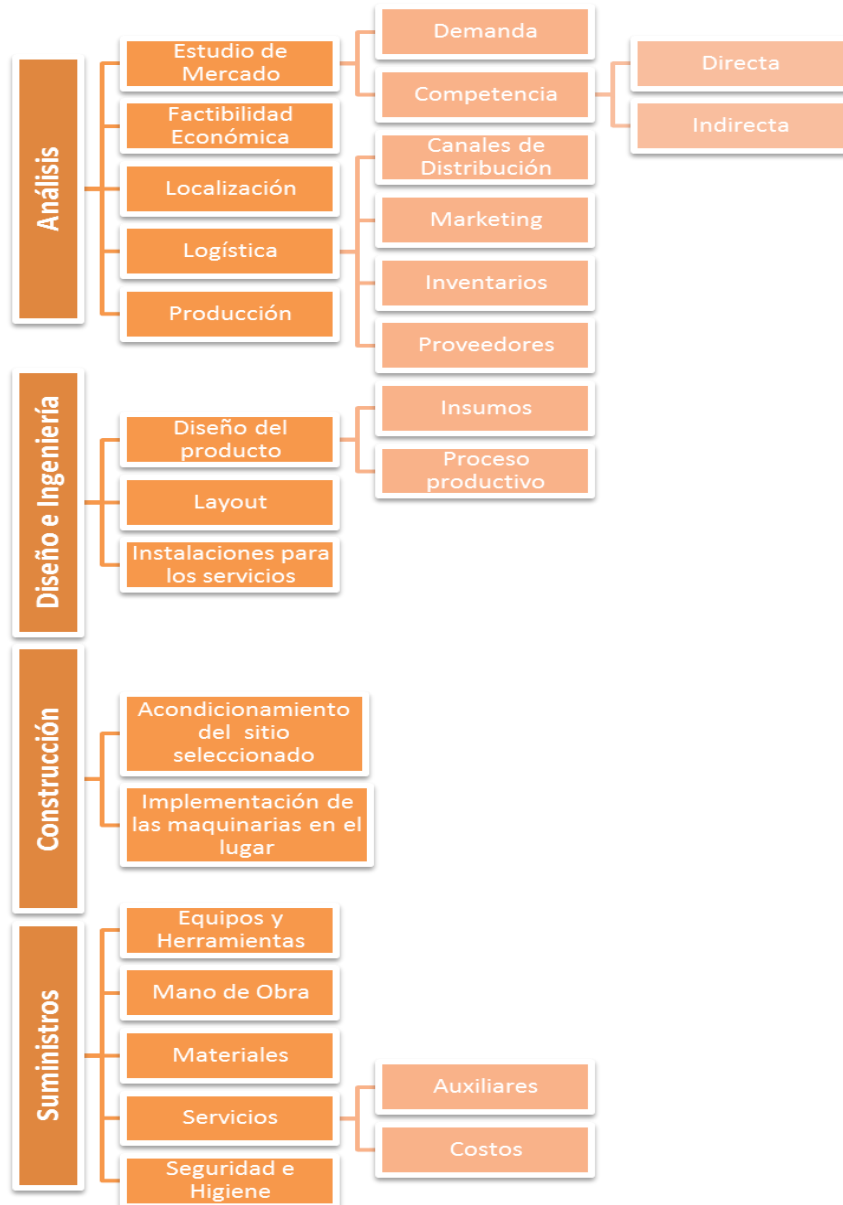 Análisis
Estudio de
Mercado
Demanda
Competencia
Directa
Indirecta
Factibilidad
Económica
Localización
Logística
Canales de
Distribución
Marketing
Inventarios
Proveedores
Producción
Diseño e Ingeniería
Diseño del
producto
Insumos
Proceso
productivo
Layout
Instalaciones para
los servicios
Construcción
Acondicionamiento
del sitio
seleccionado
Implementación de
las maquinarias en el
lugar
Suministros
Equipos y
Herramientas
Mano de Obra
Materiales
Servicios
Auxiliares
Costos
Seguridad e
Higiene